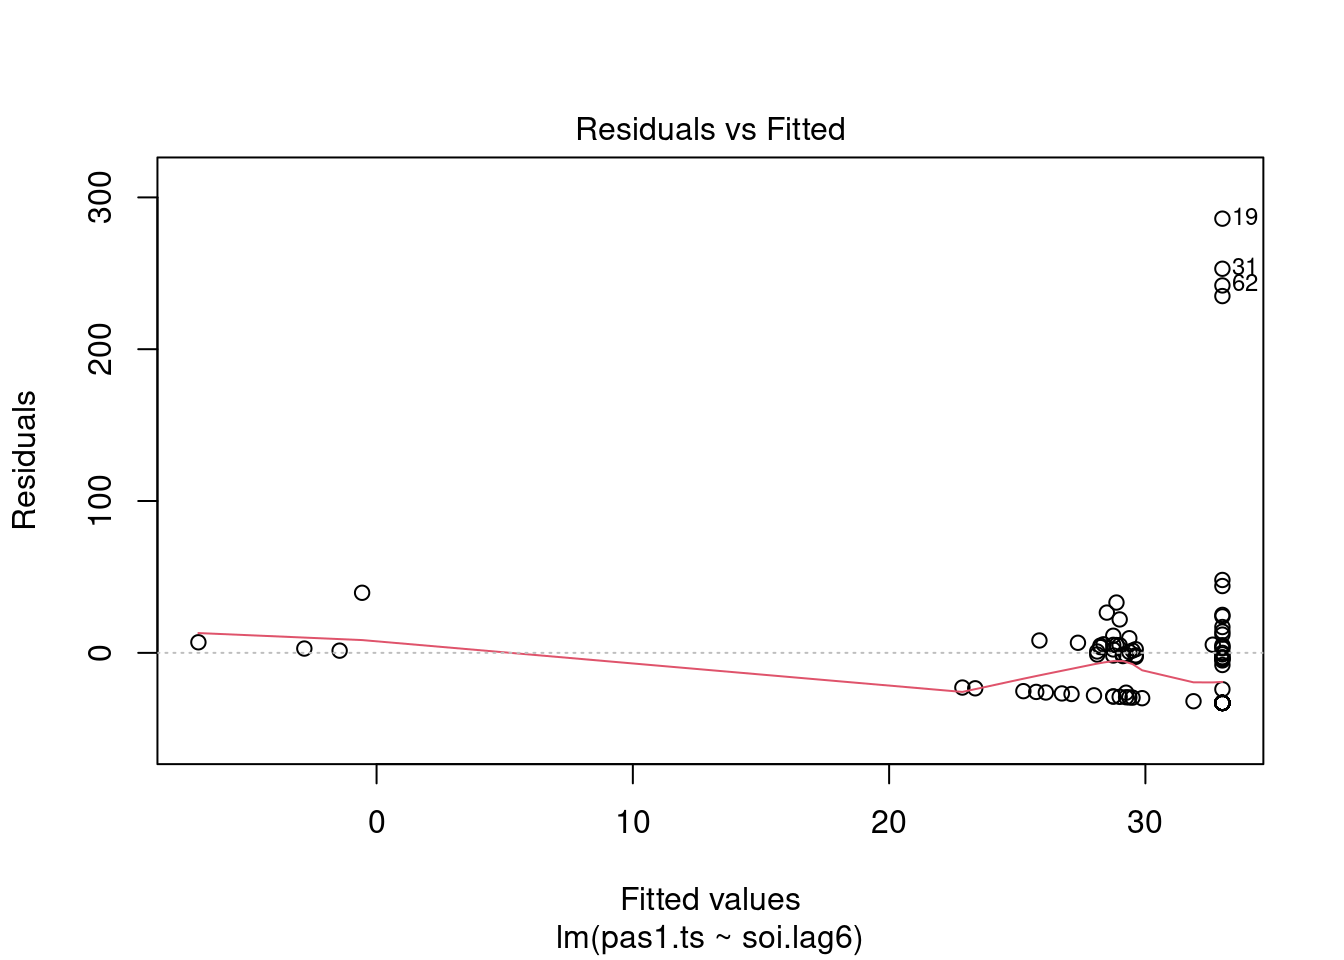 Residuals vs Fitted
Residuals
300
200
100
0
19
31
62
0
10
20
30
Fitted values
lm(pas1.ts ~ soi.lag6)